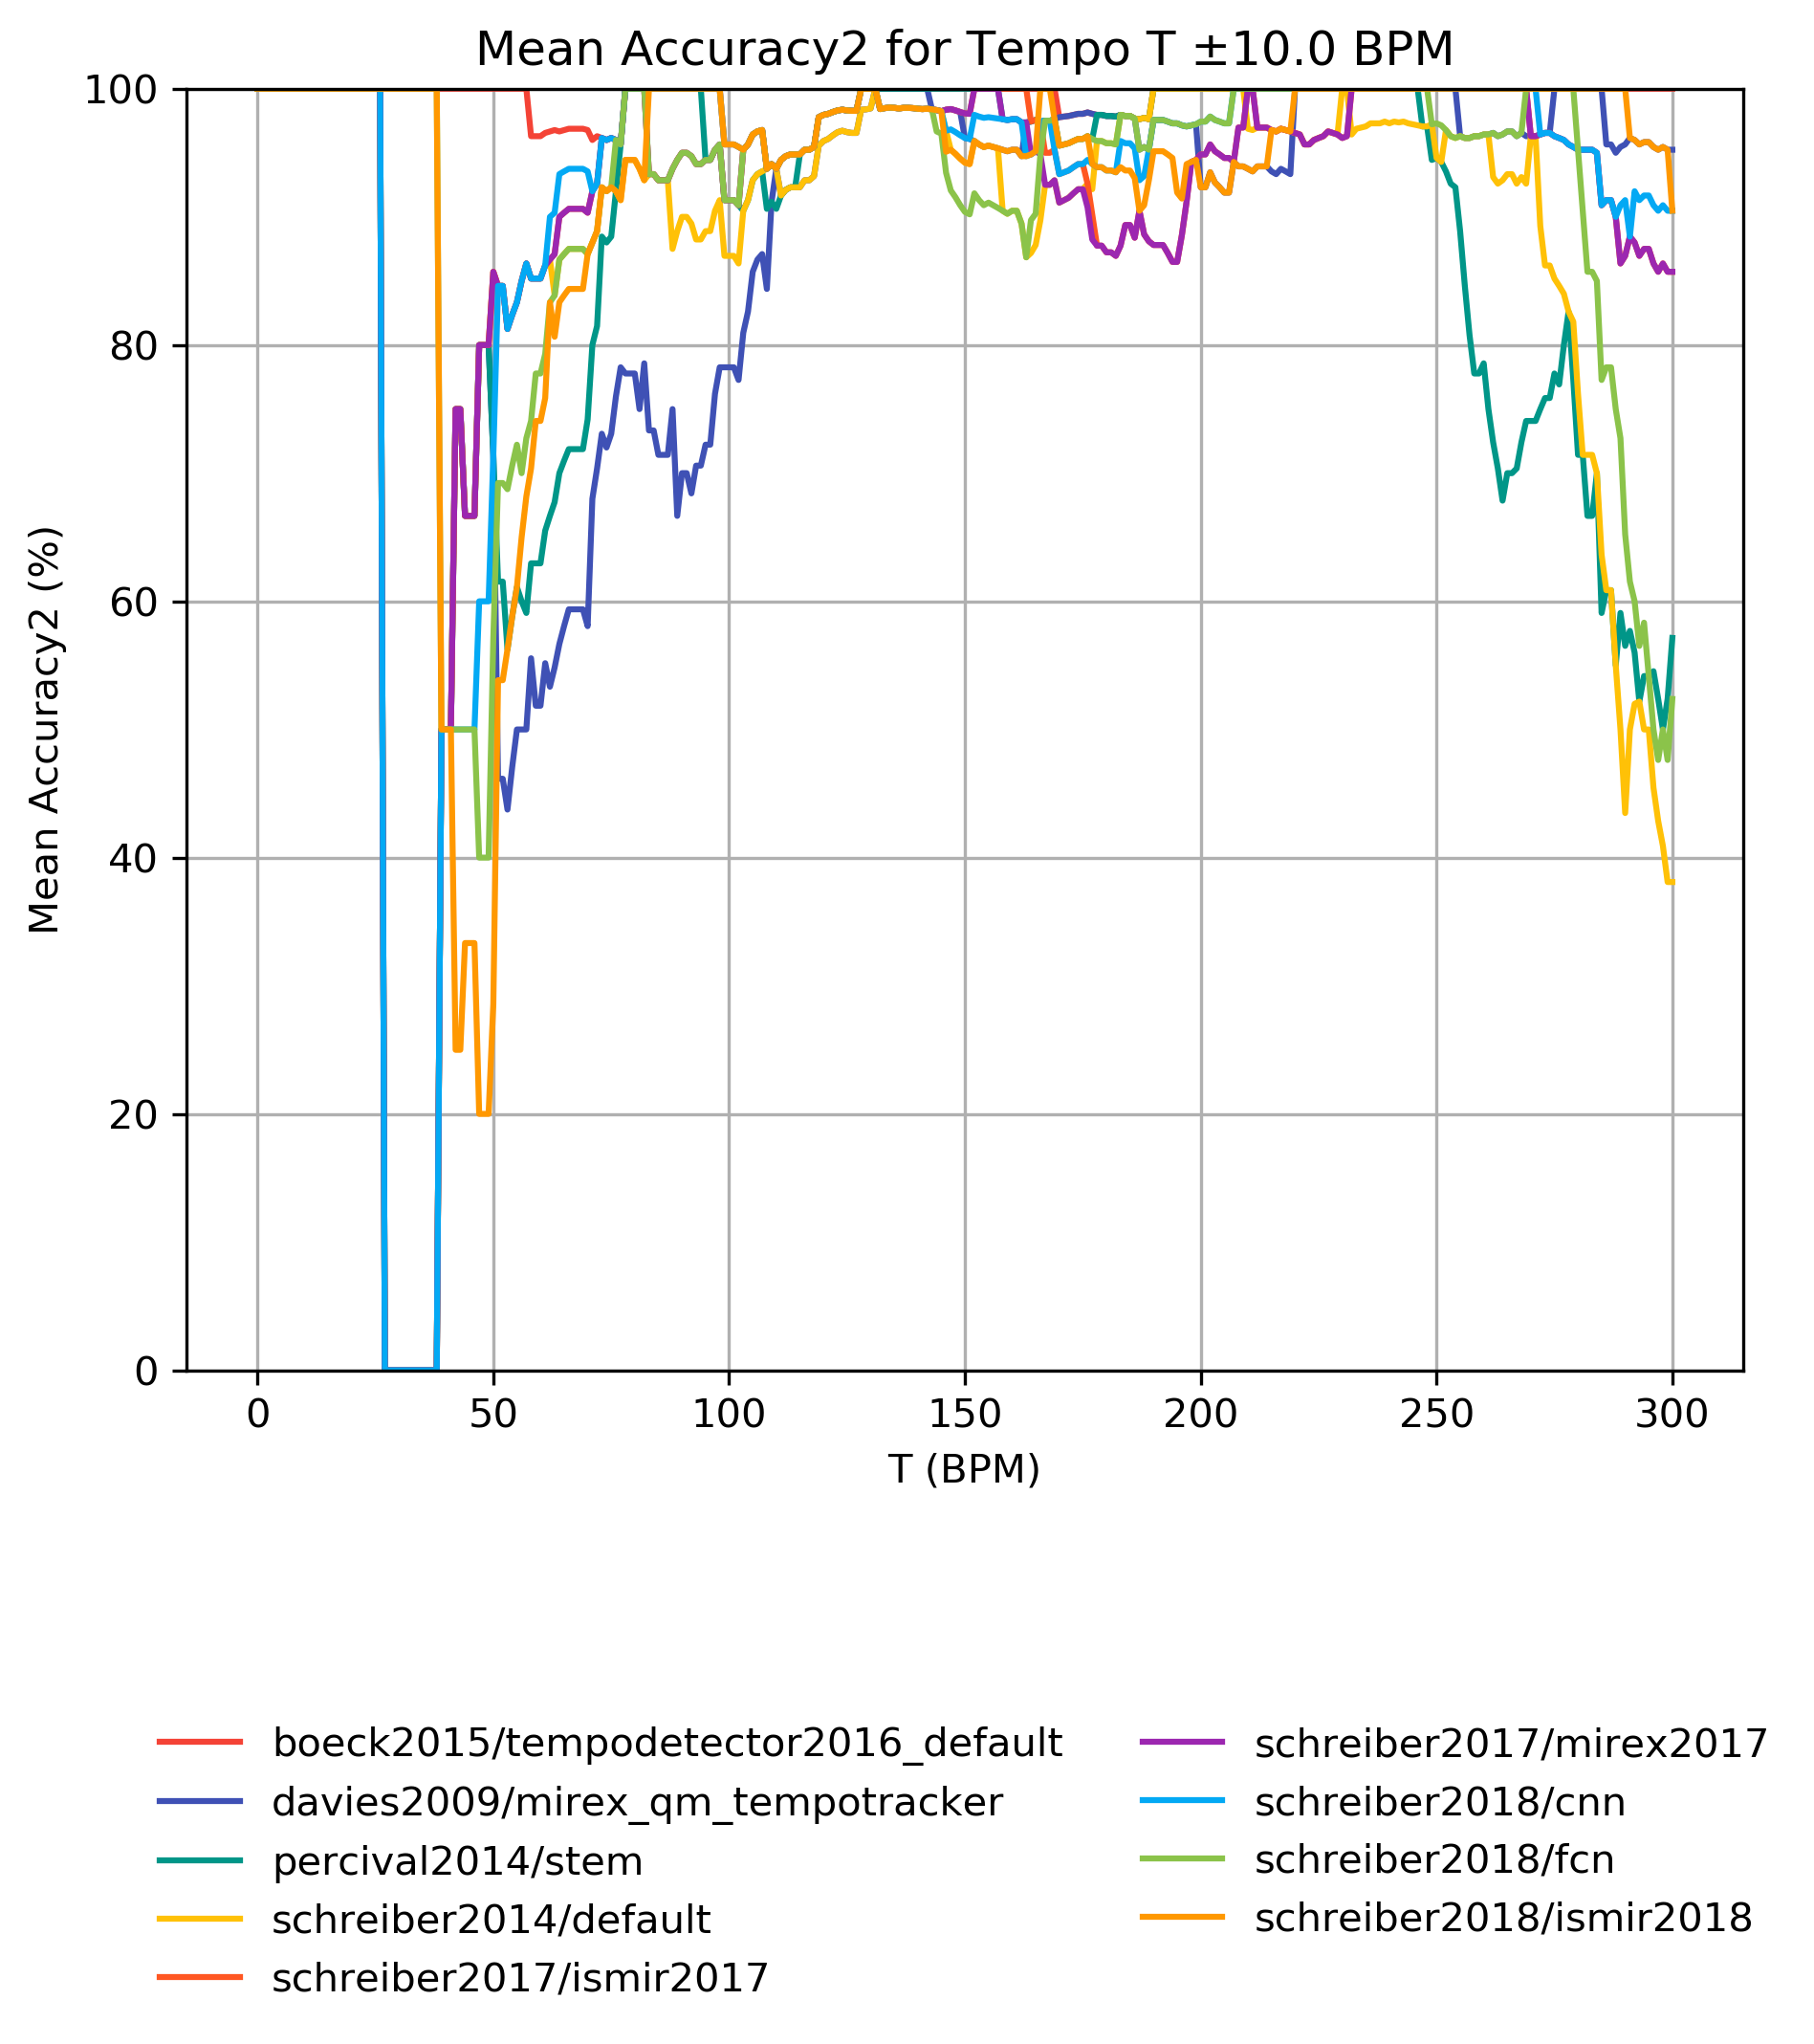 Mean Accuracy2 for Tempo T ±10.0 BPM
100
80
60
40
20
0
Mean Accuracy2 (%)
0 50 100 150 200 250 300
T (BPM)
boeck2015/tempodetector2016_default
davies2009/mirex_qm_tempotracker
percival2014/stem
schreiber2014/default
schreiber2017/ismir2017
schreiber2017/mirex2017
schreiber2018/cnn
schreiber2018/fcn
schreiber2018/ismir2018